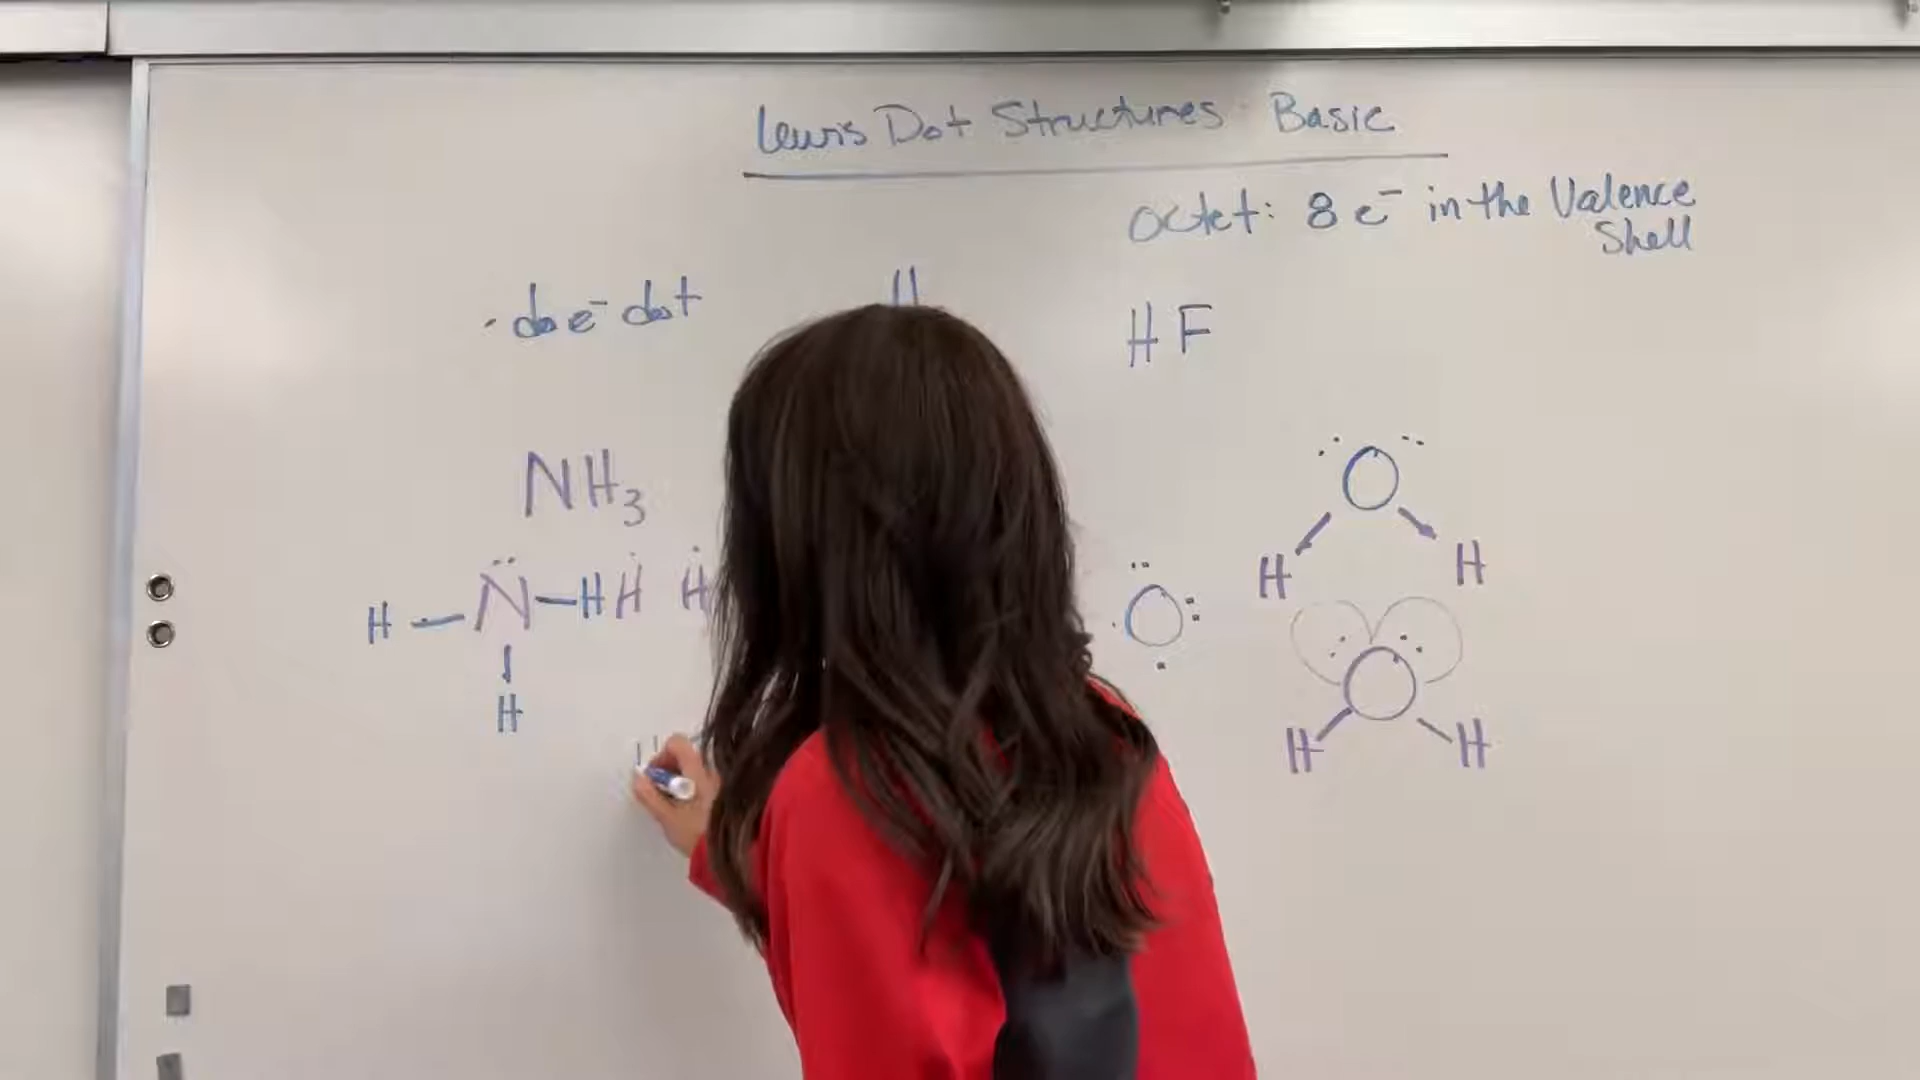 Lewis Dot Structures - Basic
Octet: 8 e⁻ in the Valence
Shell
· do e⁻ dot
H
HF
NH₃
O
H H
H — N — H H H
H
O
O
H H